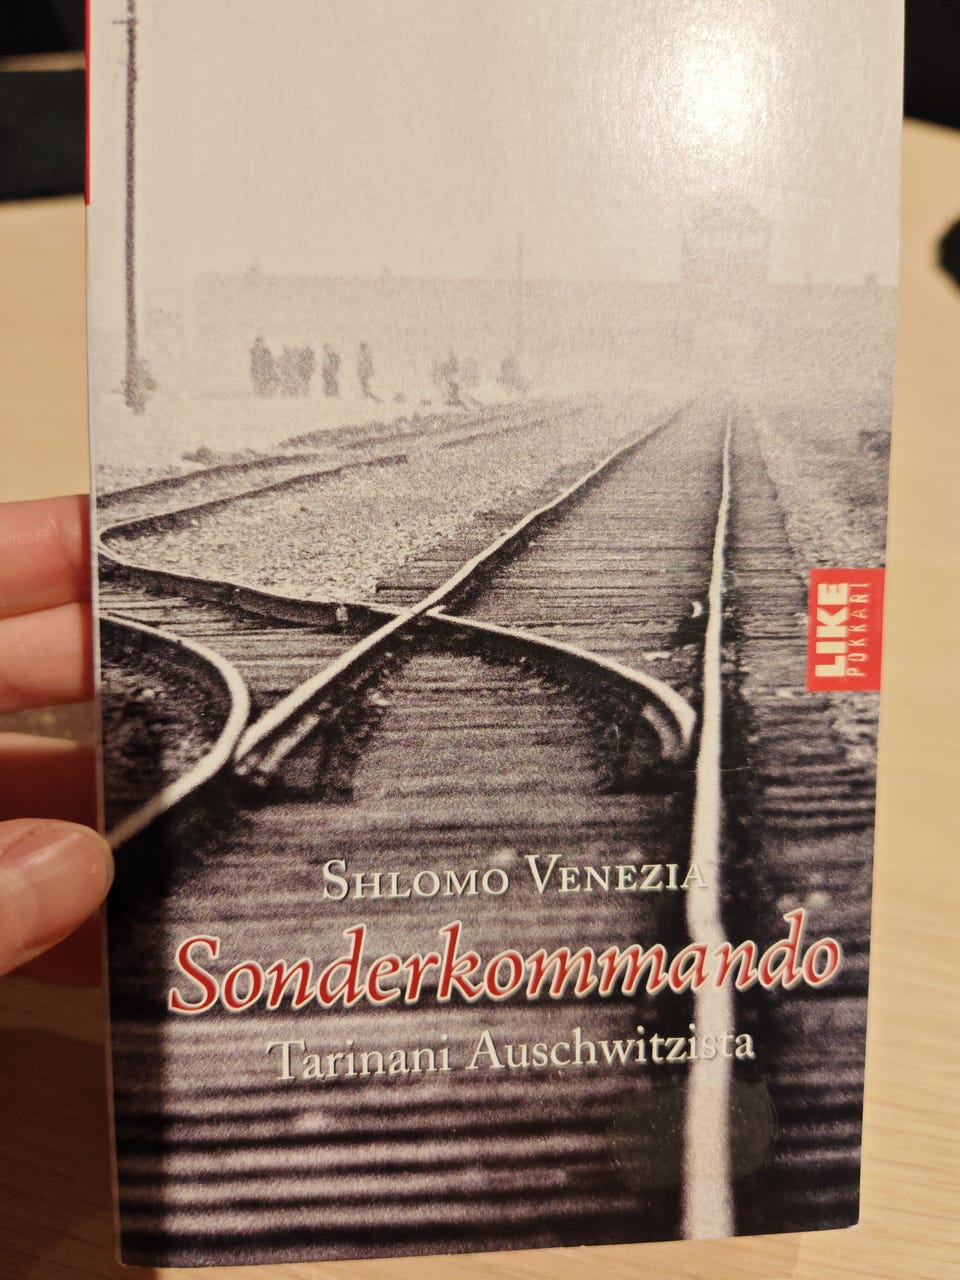 LIKE
POKKARI
SHLOMO VENEZIA
Sonderkommando
Tarinani Auschwitzista